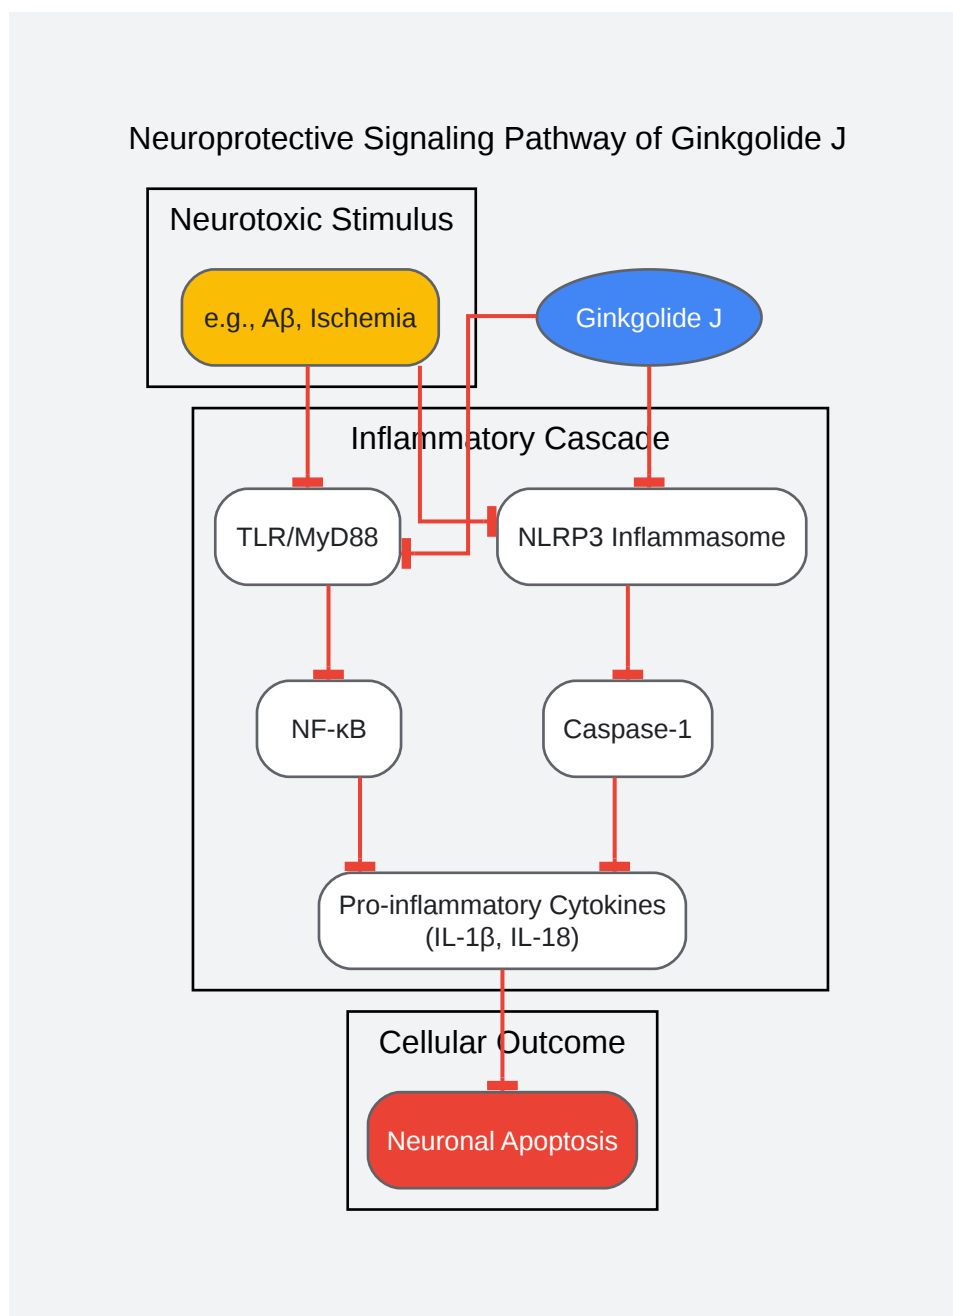 Neuroprotective Signaling Pathway of Ginkgolide J
Neurotoxic Stimulus
e.g., Aβ, Ischemia
Ginkgolide J
Inflammatory Cascade
TLR/MyD88
NLRP3 Inflammasome
NF-κB
Caspase-1
Pro-inflammatory Cytokines
(IL-1β, IL-18)
Cellular Outcome
Neuronal Apoptosis